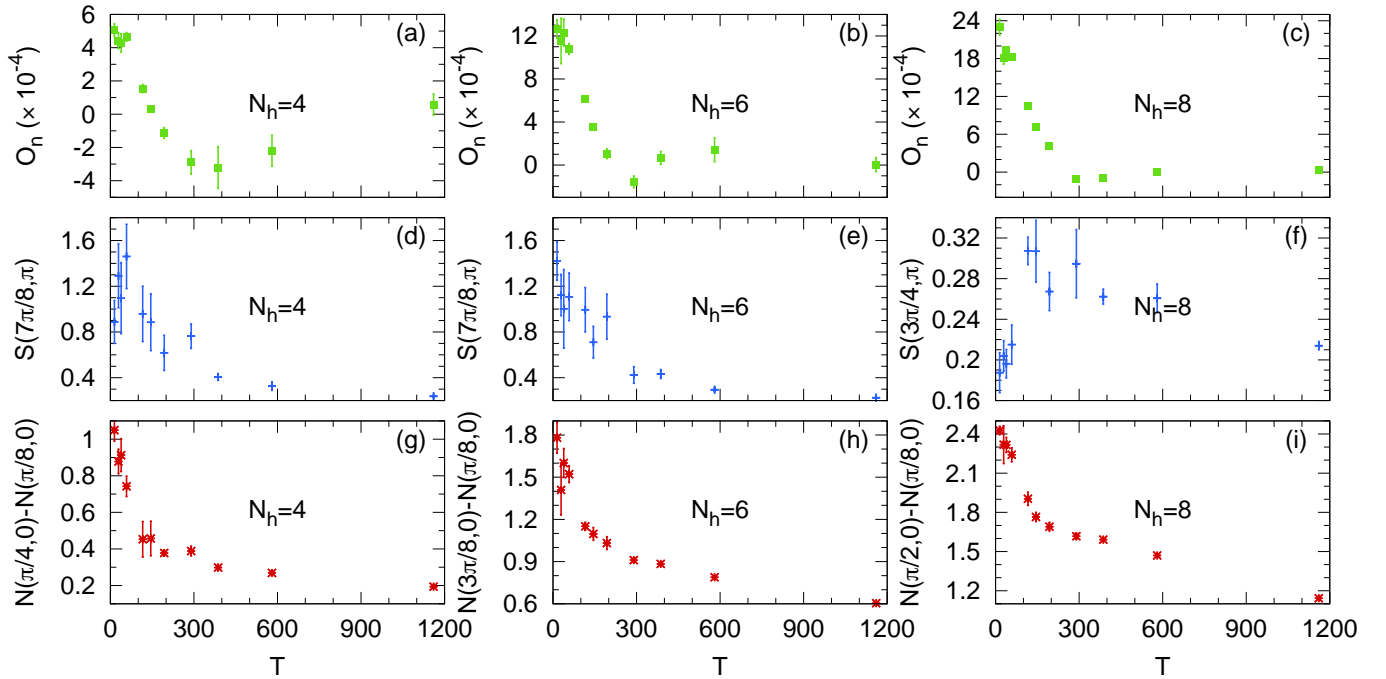 O_n (× 10^-4)
6
4
2
0
-2
-4
(a)
N_h=4
O_n (× 10^-4)
12
8
4
0
(b)
N_h=6
O_n (× 10^-4)
24
18
12
6
0
(c)
N_h=8
S(7π/8,π)
1.6
1.2
0.8
0.4
(d)
N_h=4
S(7π/8,π)
1.6
1.2
0.8
0.4
(e)
N_h=6
S(3π/4,π)
0.32
0.28
0.24
0.2
0.16
(f)
N_h=8
N(π/4,0)-N(π/8,0)
1
0.8
0.6
0.4
0.2
(g)
N_h=4
0 300 600 900 1200
T
N(3π/8,0)-N(π/8,0)
1.8
1.5
1.2
0.9
0.6
(h)
N_h=6
0 300 600 900 1200
T
N(π/2,0)-N(π/8,0)
2.4
2.1
1.8
1.5
1.2
(i)
N_h=8
0 300 600 900 1200
T